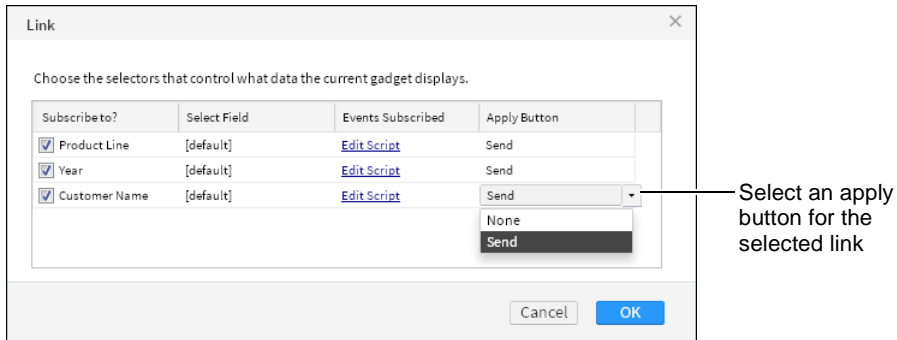 Link
Choose the selectors that control what data the current gadget displays.
Subscribe to? Select Field Events Subscribed Apply Button
Product Line [default] Edit Script Send
Year [default] Edit Script Send
Customer Name [default] Edit Script Send
None
Send
Select an apply
button for the
selected link
Cancel OK